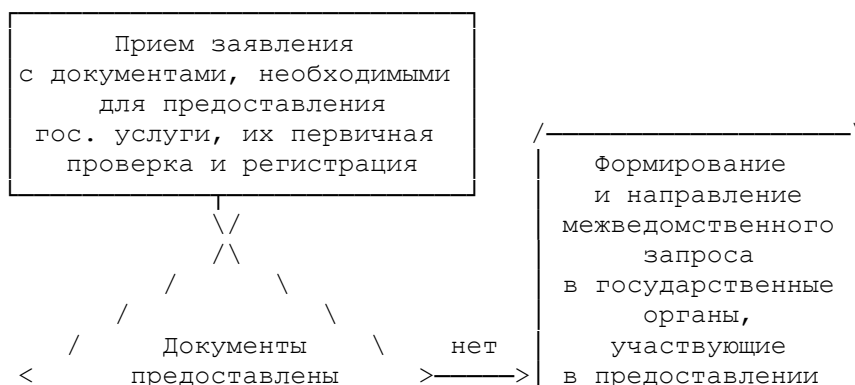 Прием заявления
с документами, необходимыми
для предоставления
гос. услуги, их первичная
проверка и регистрация
Формирование
и направление
межведомственного
запроса
в государственные
органы,
участвующие
в предоставлении
Документы
предоставлены
нет